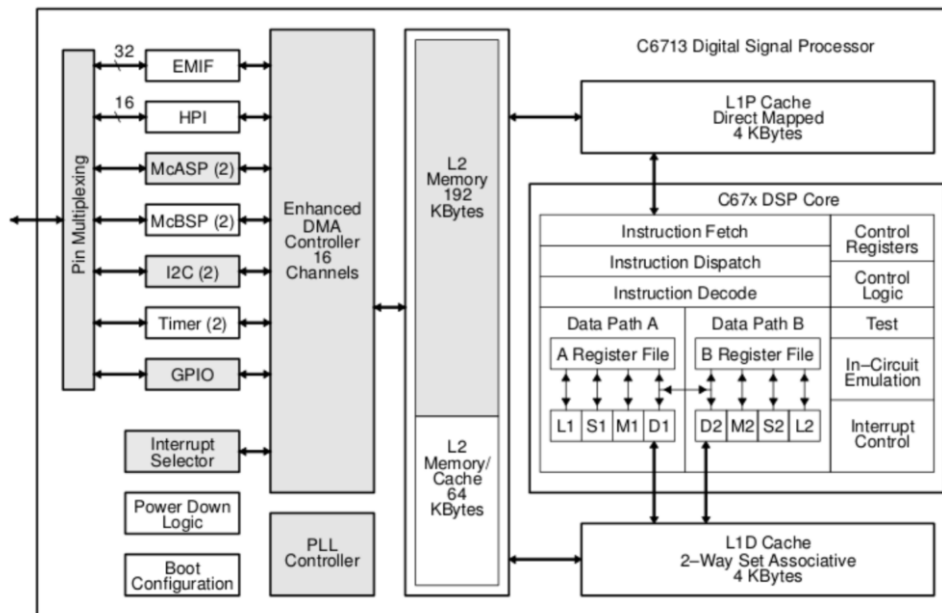 C6713 Digital Signal Processor
32
EMIF
16
HPI
McASP (2)
McBSP (2)
I2C (2)
Timer (2)
GPIO
Pin Multiplexing
Interrupt
Selector
Power Down
Logic
Boot
Configuration
Enhanced
DMA
Controller
16
Channels
PLL
Controller
L2
Memory
192
KBytes
L2
Memory/
Cache
64
KBytes
L1P Cache
Direct Mapped
4 KBytes
C67x DSP Core
Instruction Fetch
Instruction Dispatch
Instruction Decode
Control
Registers
Control
Logic
Test
In–Circuit
Emulation
Interrupt
Control
Data Path A
Data Path B
A Register File
B Register File
L1 S1 M1 D1
D2 M2 S2 L2
L1D Cache
2–Way Set Associative
4 KBytes